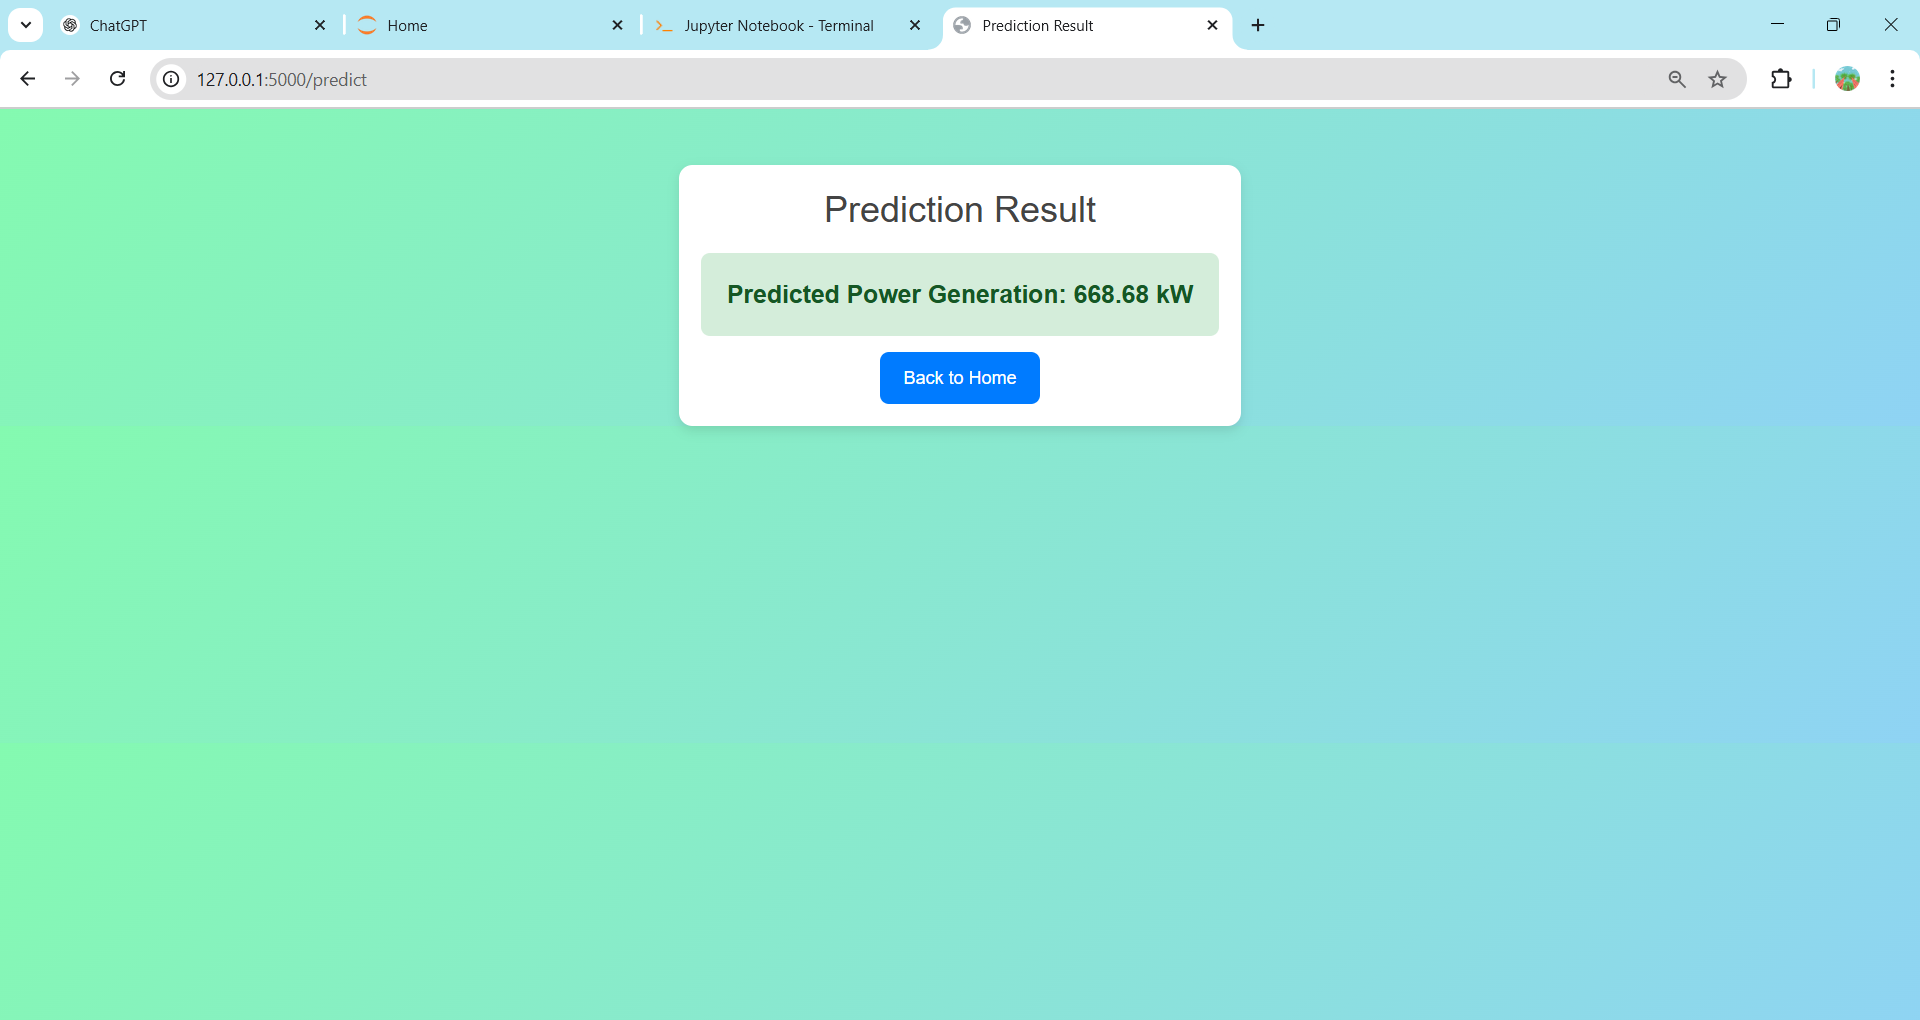 ChatGPT
Home
Jupyter Notebook - Terminal
Prediction Result
127.0.0.1:5000/predict
Prediction Result
Predicted Power Generation: 668.68 kW
Back to Home